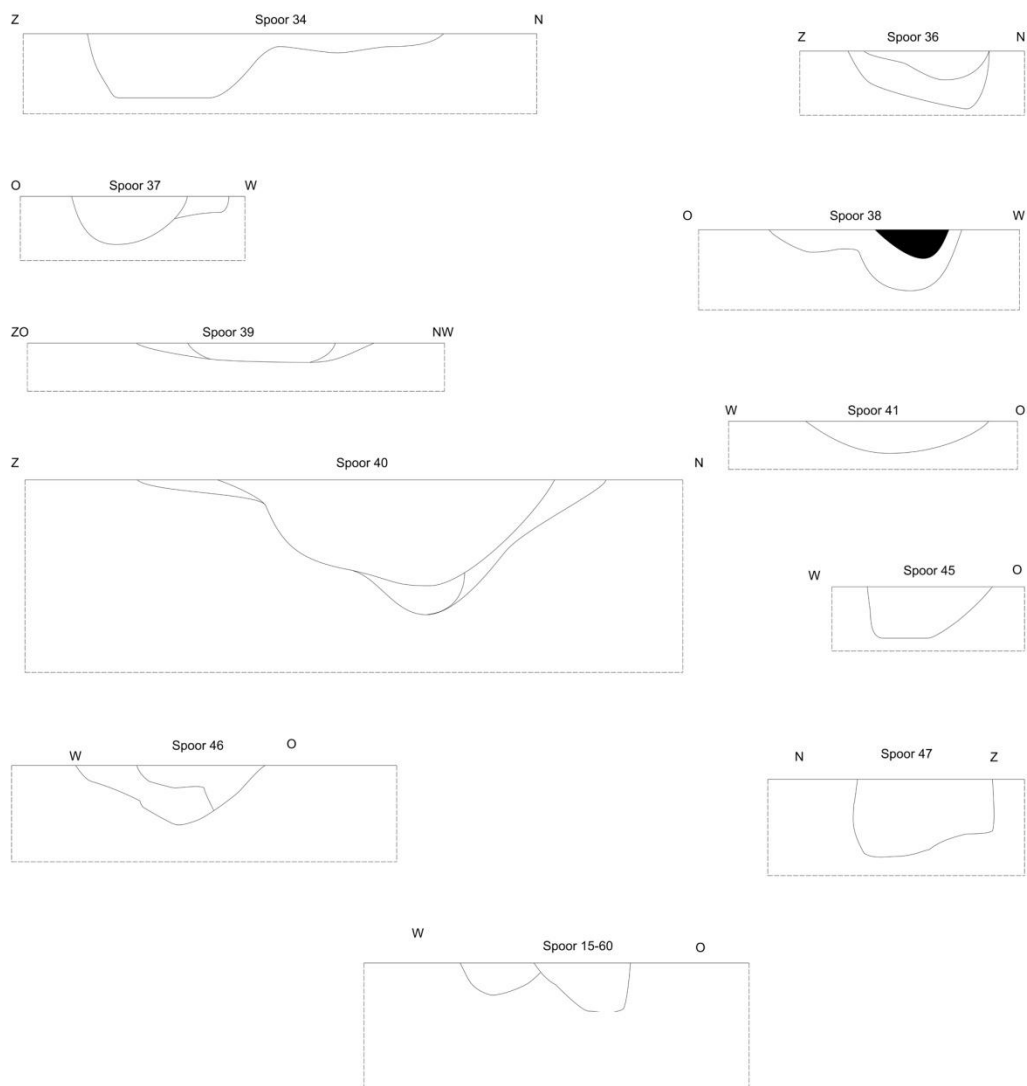 Z Spoor 34 N
Z Spoor 36 N
O Spoor 37 W
O Spoor 38 W
ZO Spoor 39 NW
W Spoor 41 O
Z Spoor 40 N
W Spoor 45 O
W Spoor 46 O
N Spoor 47 Z
W Spoor 15-60 O